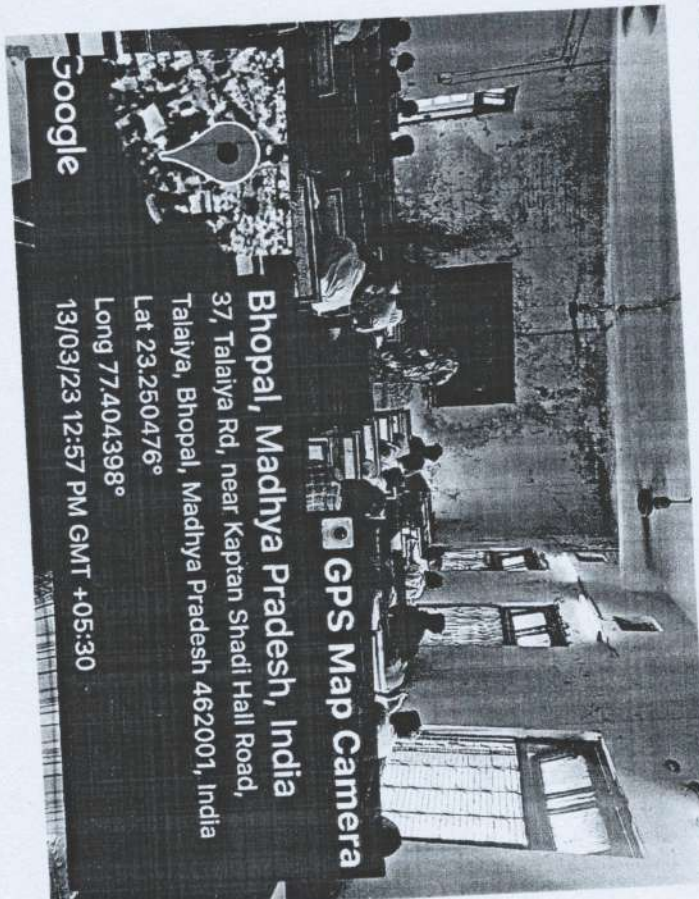 GPS Map Camera
Bhopal, Madhya Pradesh, India
37, Talaiya Rd, near Kaptan Shadi Hall Road,
Talaiya, Bhopal, Madhya Pradesh 462001, India
Lat 23.250476°
Long 77.404398°
13/03/23 12:57 PM GMT +05:30
Google